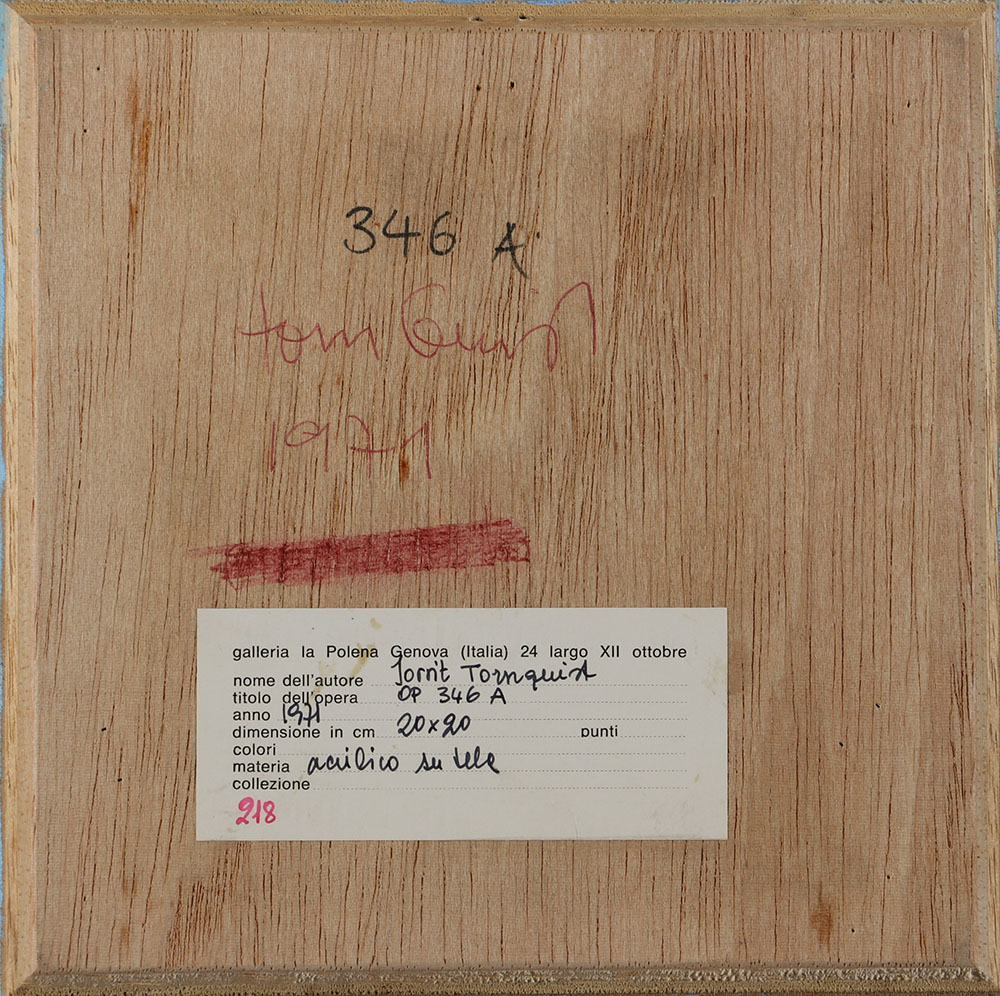 346 A
tornquist
1971
galleria la Polena Genova (Italia) 24 largo XII ottobre
nome dell'autore Jorrit Tornquist
titolo dell'opera OP 346 A
anno 1971
dimensione in cm 20x20 punti
colori
materia acrilico su tela
collezione
218